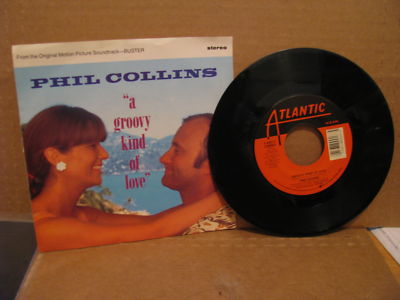 From the Original Motion Picture Soundtrack—BUSTER
stereo
PHIL COLLINS
"a
groovy
kind
of
love"
ATLANTIC